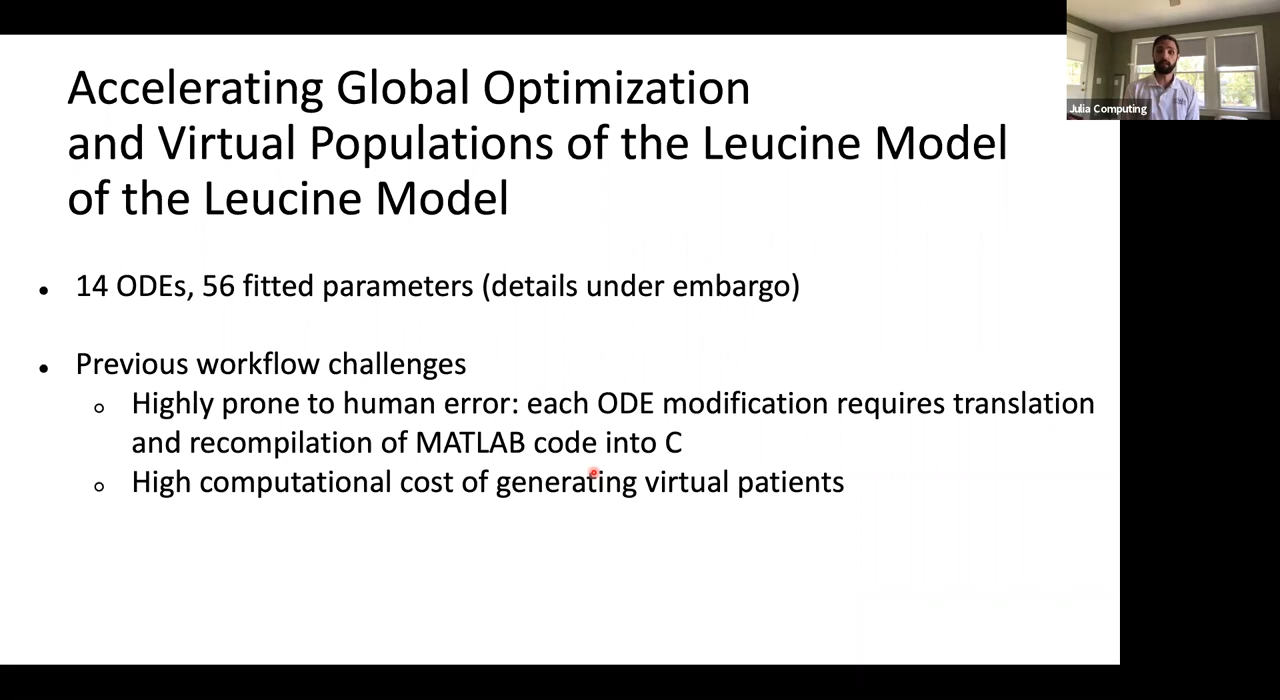 Accelerating Global Optimization
and Virtual Populations of the Leucine Model
of the Leucine Model
• 14 ODEs, 56 fitted parameters (details under embargo)
• Previous workflow challenges
○ Highly prone to human error: each ODE modification requires translation
and recompilation of MATLAB code into C
○ High computational cost of generating virtual patients
Julia Computing